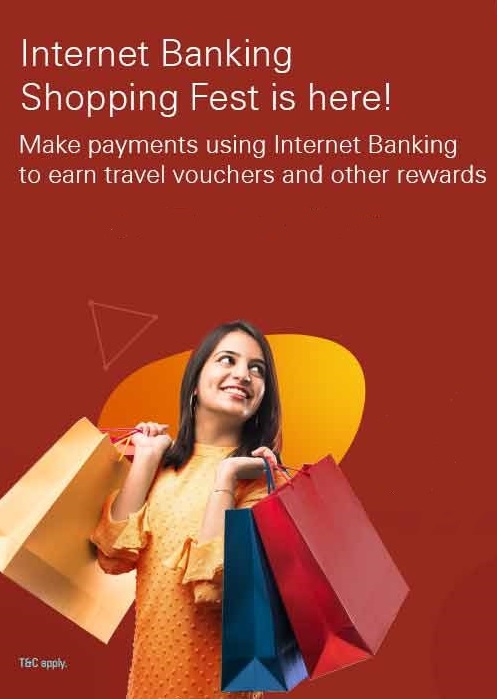 Internet Banking
Shopping Fest is here!
Make payments using Internet Banking
to earn travel vouchers and other rewards
T&C apply.